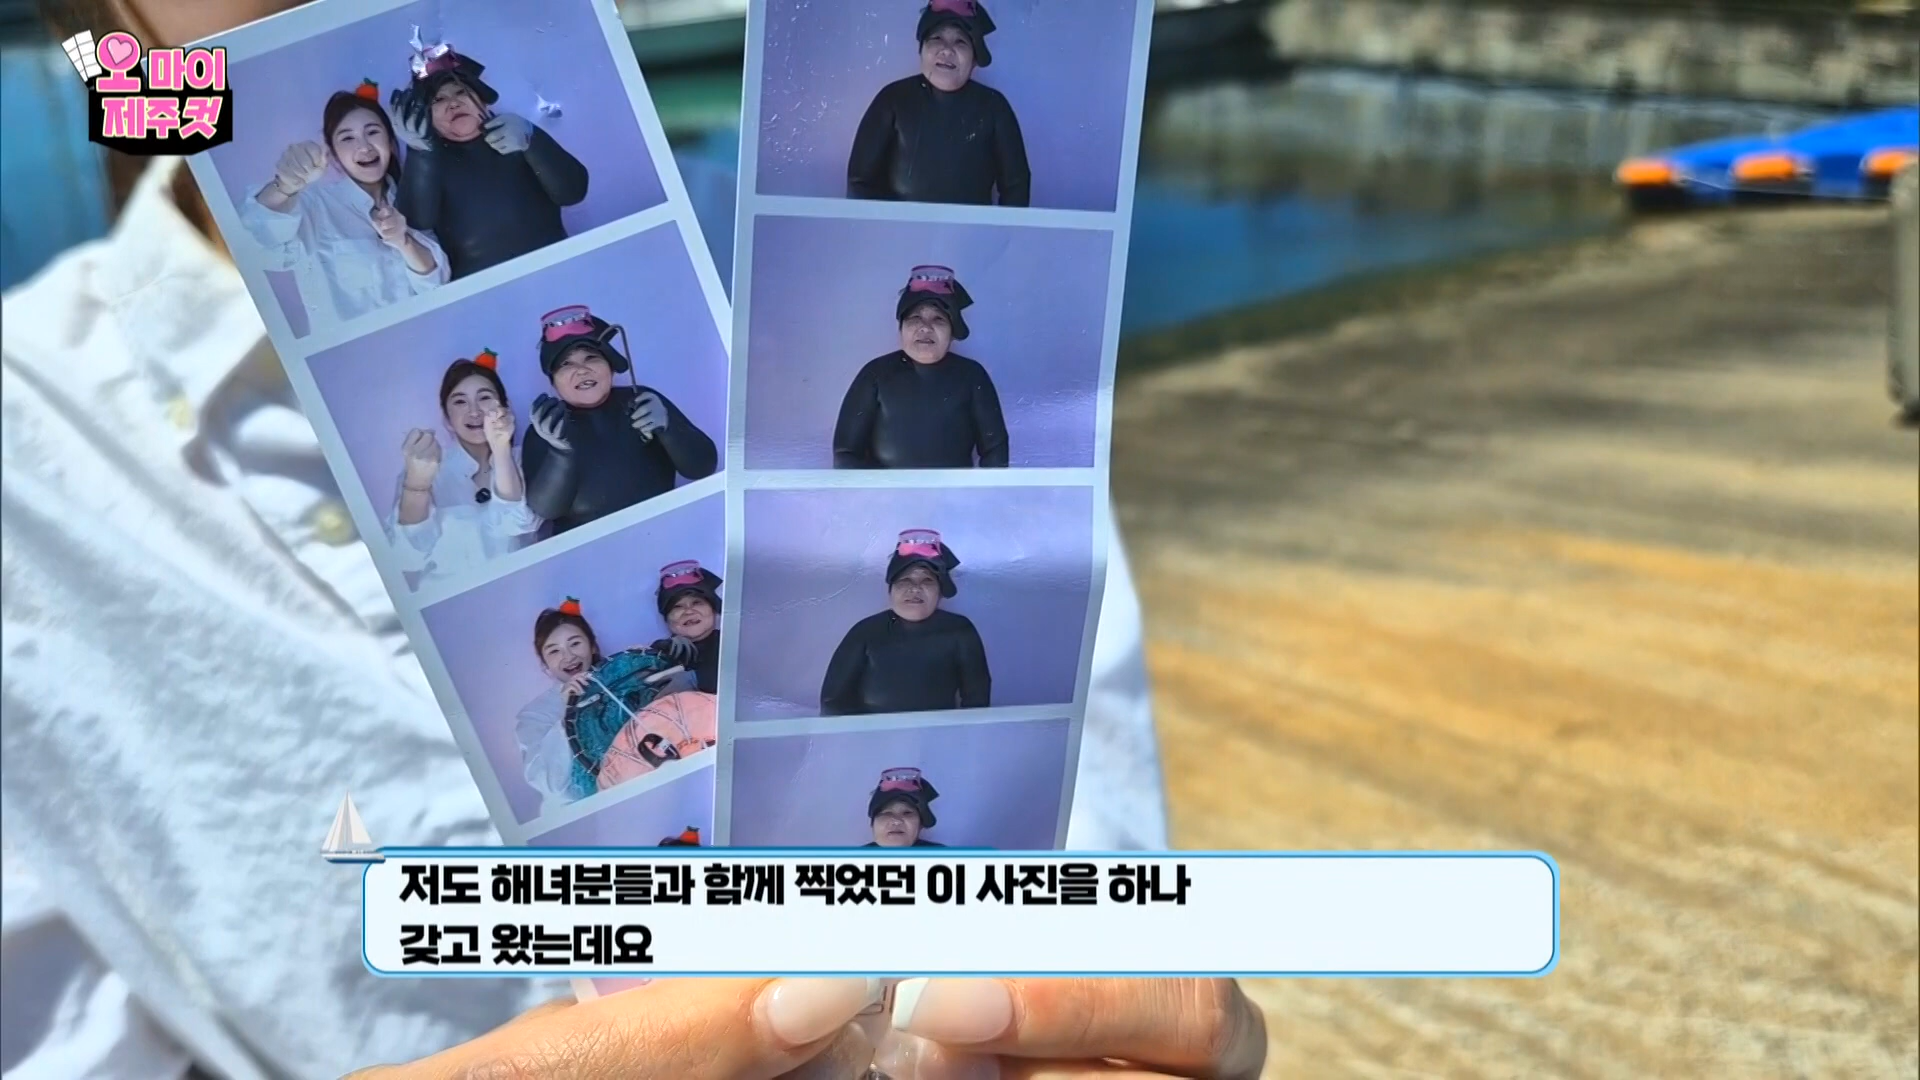 오 마이
제주컷
저도 해녀분들과 함께 찍었던 이 사진을 하나
갖고 왔는데요